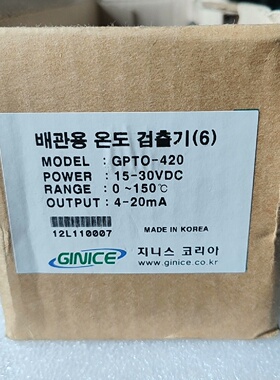 배관용 온도 검출기(6)
MODEL : GPTO-420
POWER : 15-30VDC
RANGE : 0~150℃
OUTPUT : 4-20mA
MADE IN KOREA
12L110007
GINICE 지니스 코리아
www.ginice.co.kr